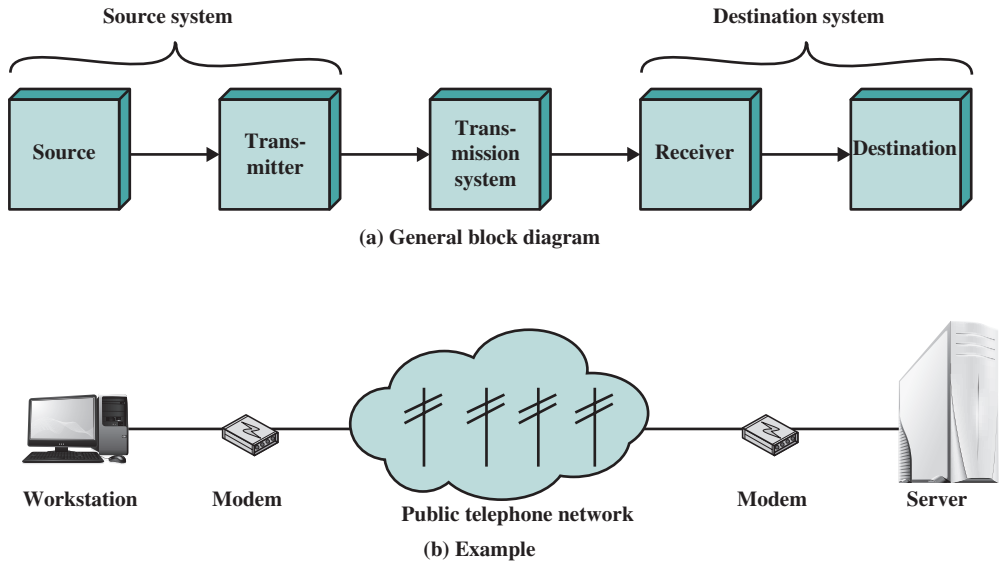 Source system
Destination system
Source
Trans-
mitter
Trans-
mission
system
Receiver
Destination
(a) General block diagram
Workstation
Modem
Public telephone network
Modem
Server
(b) Example